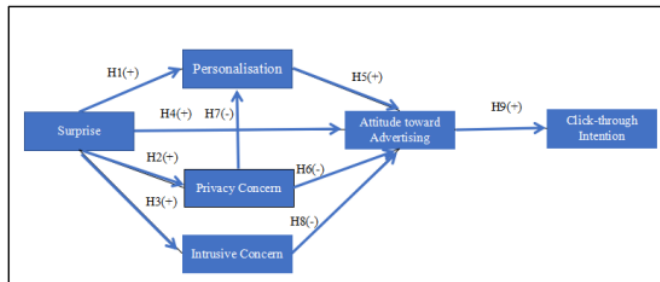 Personalisation
H1(+)
H5(+)
H4(+)
H7(-)
H9(+)
Surprise
Attitude toward
Advertising
Click-through
Intention
H2(+)
H6(-)
Privacy Concern
H3(+)
H8(-)
Intrusive Concern